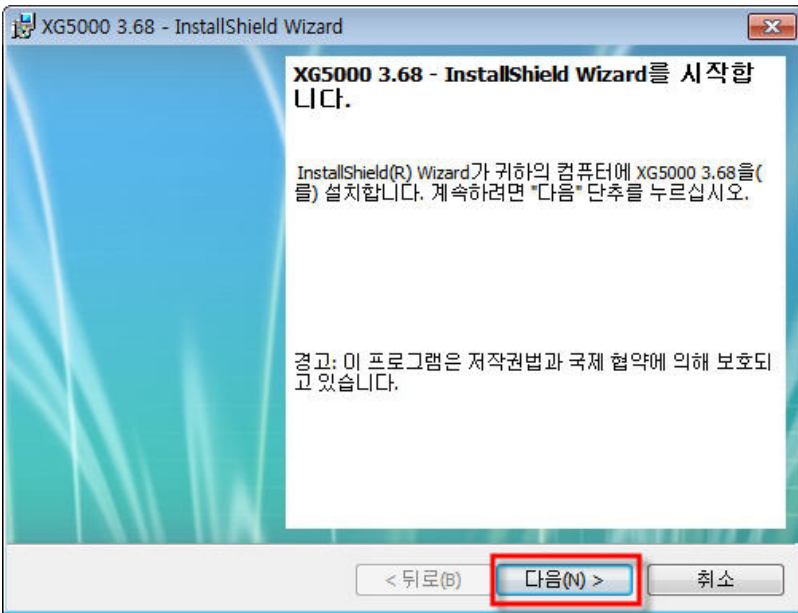 XG5000 3.68 - InstallShield Wizard
XG5000 3.68 - InstallShield Wizard를 시작합
니다.
InstallShield(R) Wizard가 귀하의 컴퓨터에 XG5000 3.68을(
를) 설치합니다. 계속하려면 "다음" 단추를 누르십시오.
경고: 이 프로그램은 저작권법과 국제 협약에 의해 보호되
고 있습니다.
< 뒤로(B)
다음(N) >
취소